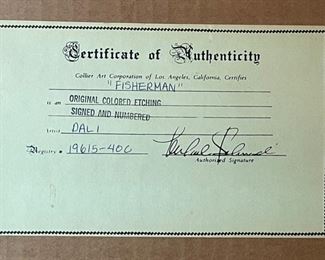 Certificate of Authenticity
Collier Art Corporation of Los Angeles, California, Certifies
"FISHERMAN"
is an ORIGINAL COLORED ETCHING
SIGNED AND NUMBERED
Artist DALI
Registry • 19615-400
Authorized Signature